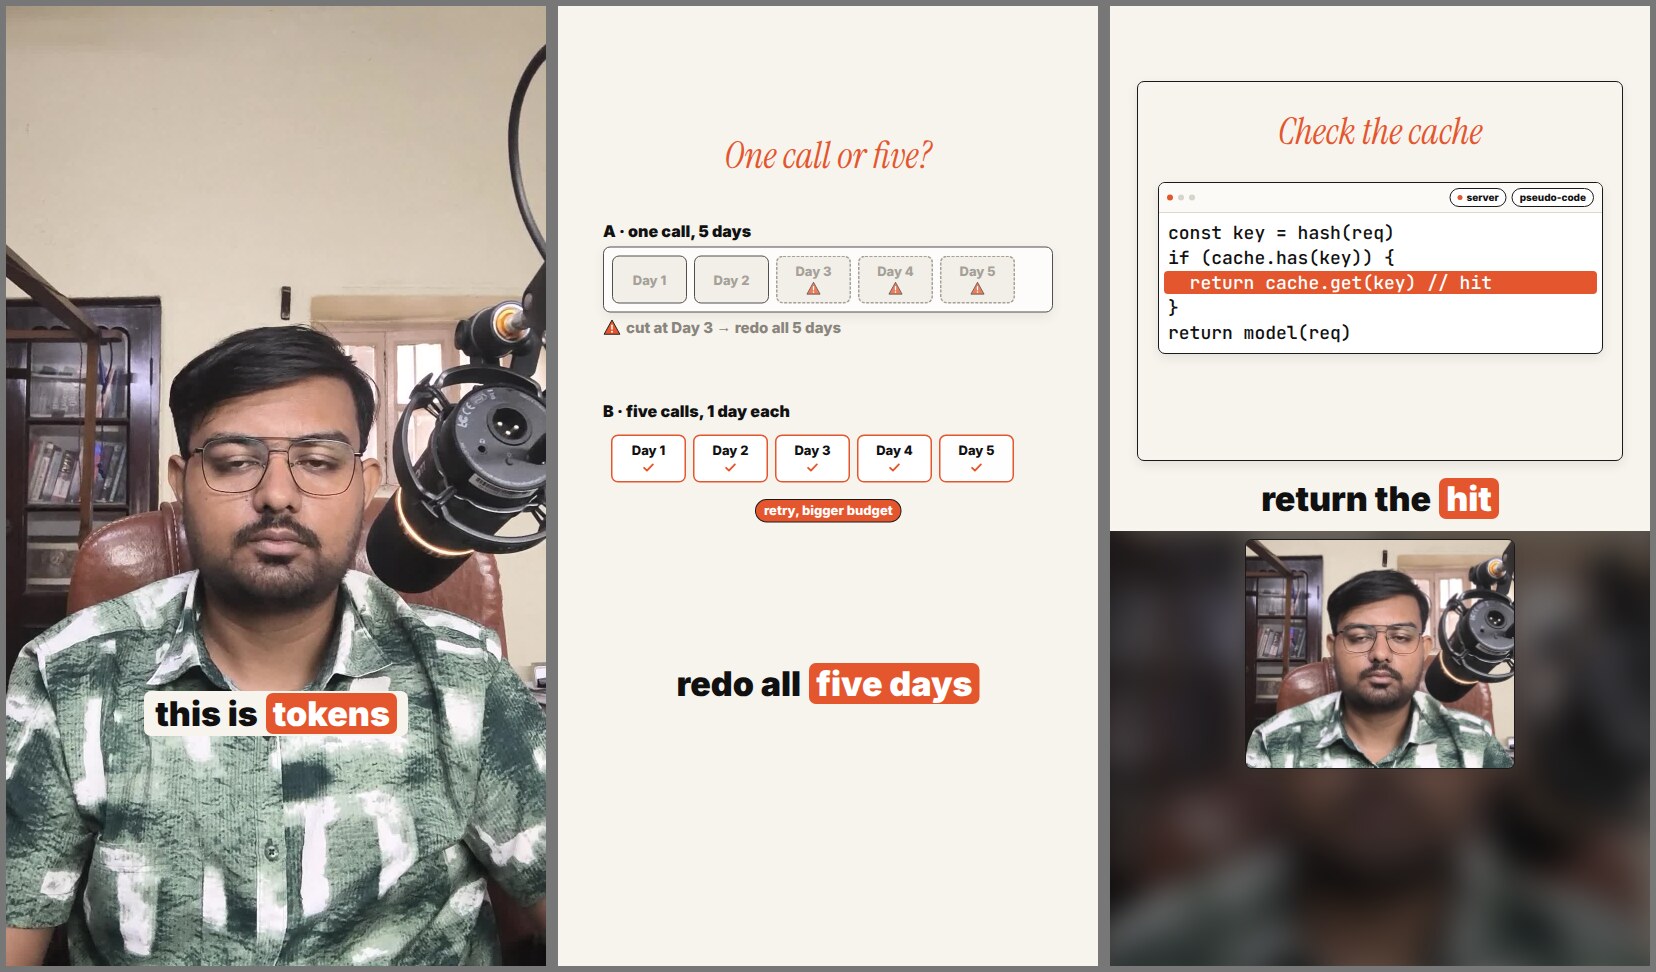 this is tokens
One call or five?
A · one call, 5 days
Day 1 Day 2 Day 3 Day 4 Day 5
cut at Day 3 → redo all 5 days
B · five calls, 1 day each
Day 1 Day 2 Day 3 Day 4 Day 5
retry, bigger budget
redo all five days
Check the cache
server pseudo-code
const key = hash(req)
if (cache.has(key)) {
return cache.get(key) // hit
}
return model(req)
return the hit